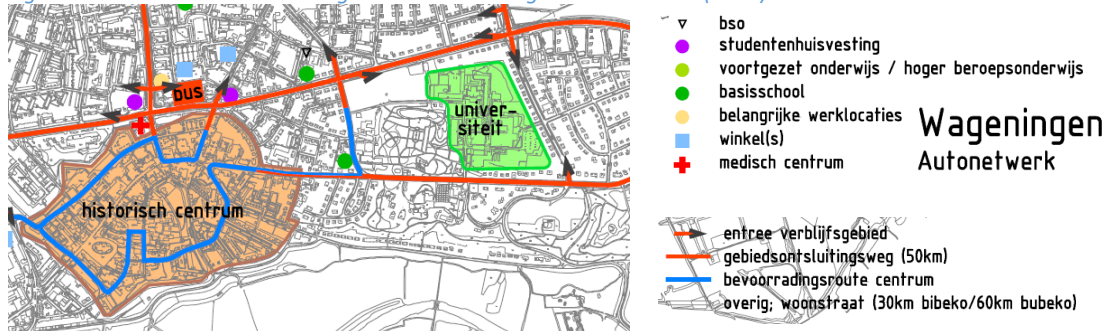 bus
univer-
siteit
historisch centrum
bso
studentenhuisvesting
voortgezet onderwijs / hoger beroepsonderwijs
basisschool
belangrijke werklocaties
winkel(s)
medisch centrum
Wageningen
Autonetwerk
entree verblijfsgebied
gebiedsontsluitingsweg (50km)
bevoorradingsroute centrum
overig; woonstraat (30km bibeko/60km bubeko)